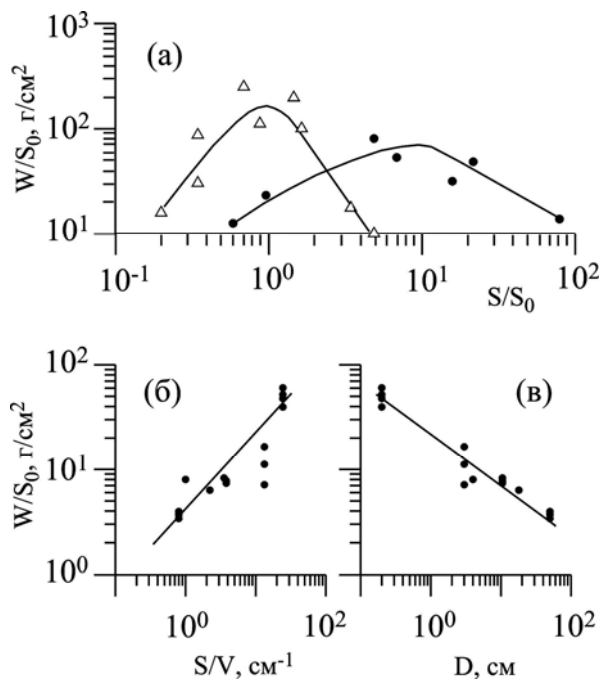 (а)
W/S₀, г/см²
10³
10²
10¹
10⁻¹ 10⁰ 10¹ 10²
S/S₀
(б) (в)
W/S₀, г/см²
10²
10¹
10⁰
10⁰ 10² 10⁰ 10²
S/V, см⁻¹ D, см